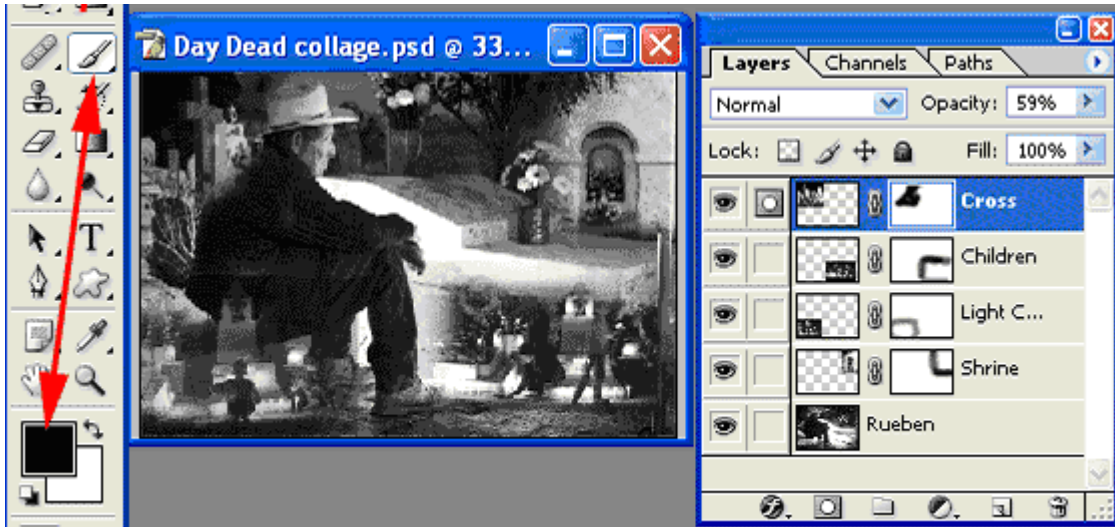 Day Dead collage.psd @ 33...
Layers Channels Paths
Normal Opacity: 59%
Lock: Fill: 100%
Cross
Children
Light C...
Shrine
Rueben
T